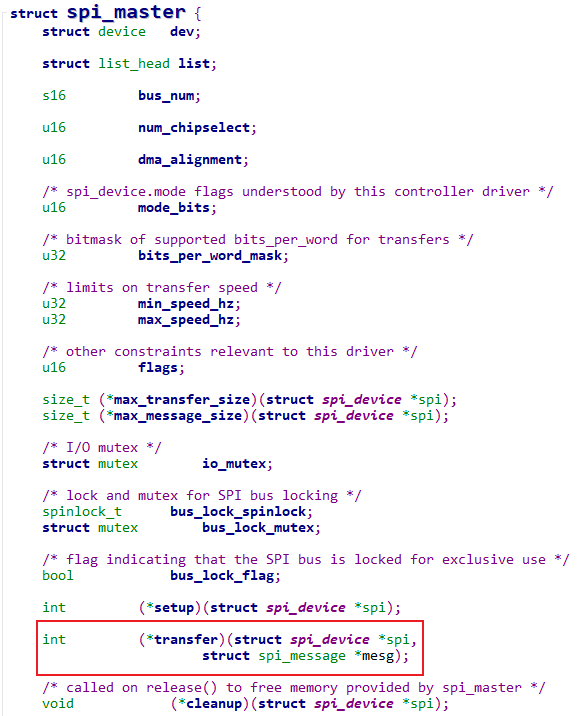 struct spi_master {
struct device dev;
struct list_head list;
s16 bus_num;
u16 num_chipselect;
u16 dma_alignment;
/* spi_device.mode flags understood by this controller driver */
u16 mode_bits;
/* bitmask of supported bits_per_word for transfers */
u32 bits_per_word_mask;
/* limits on transfer speed */
u32 min_speed_hz;
u32 max_speed_hz;
/* other constraints relevant to this driver */
u16 flags;
size_t (*max_transfer_size)(struct spi_device *spi);
size_t (*max_message_size)(struct spi_device *spi);
/* I/O mutex */
struct mutex io_mutex;
/* lock and mutex for SPI bus locking */
spinlock_t bus_lock_spinlock;
struct mutex bus_lock_mutex;
/* flag indicating that the SPI bus is locked for exclusive use */
bool bus_lock_flag;
int (*setup)(struct spi_device *spi);
int (*transfer)(struct spi_device *spi,
struct spi_message *mesg);
/* called on release() to free memory provided by spi_master */
void (*cleanup)(struct spi_device *spi);